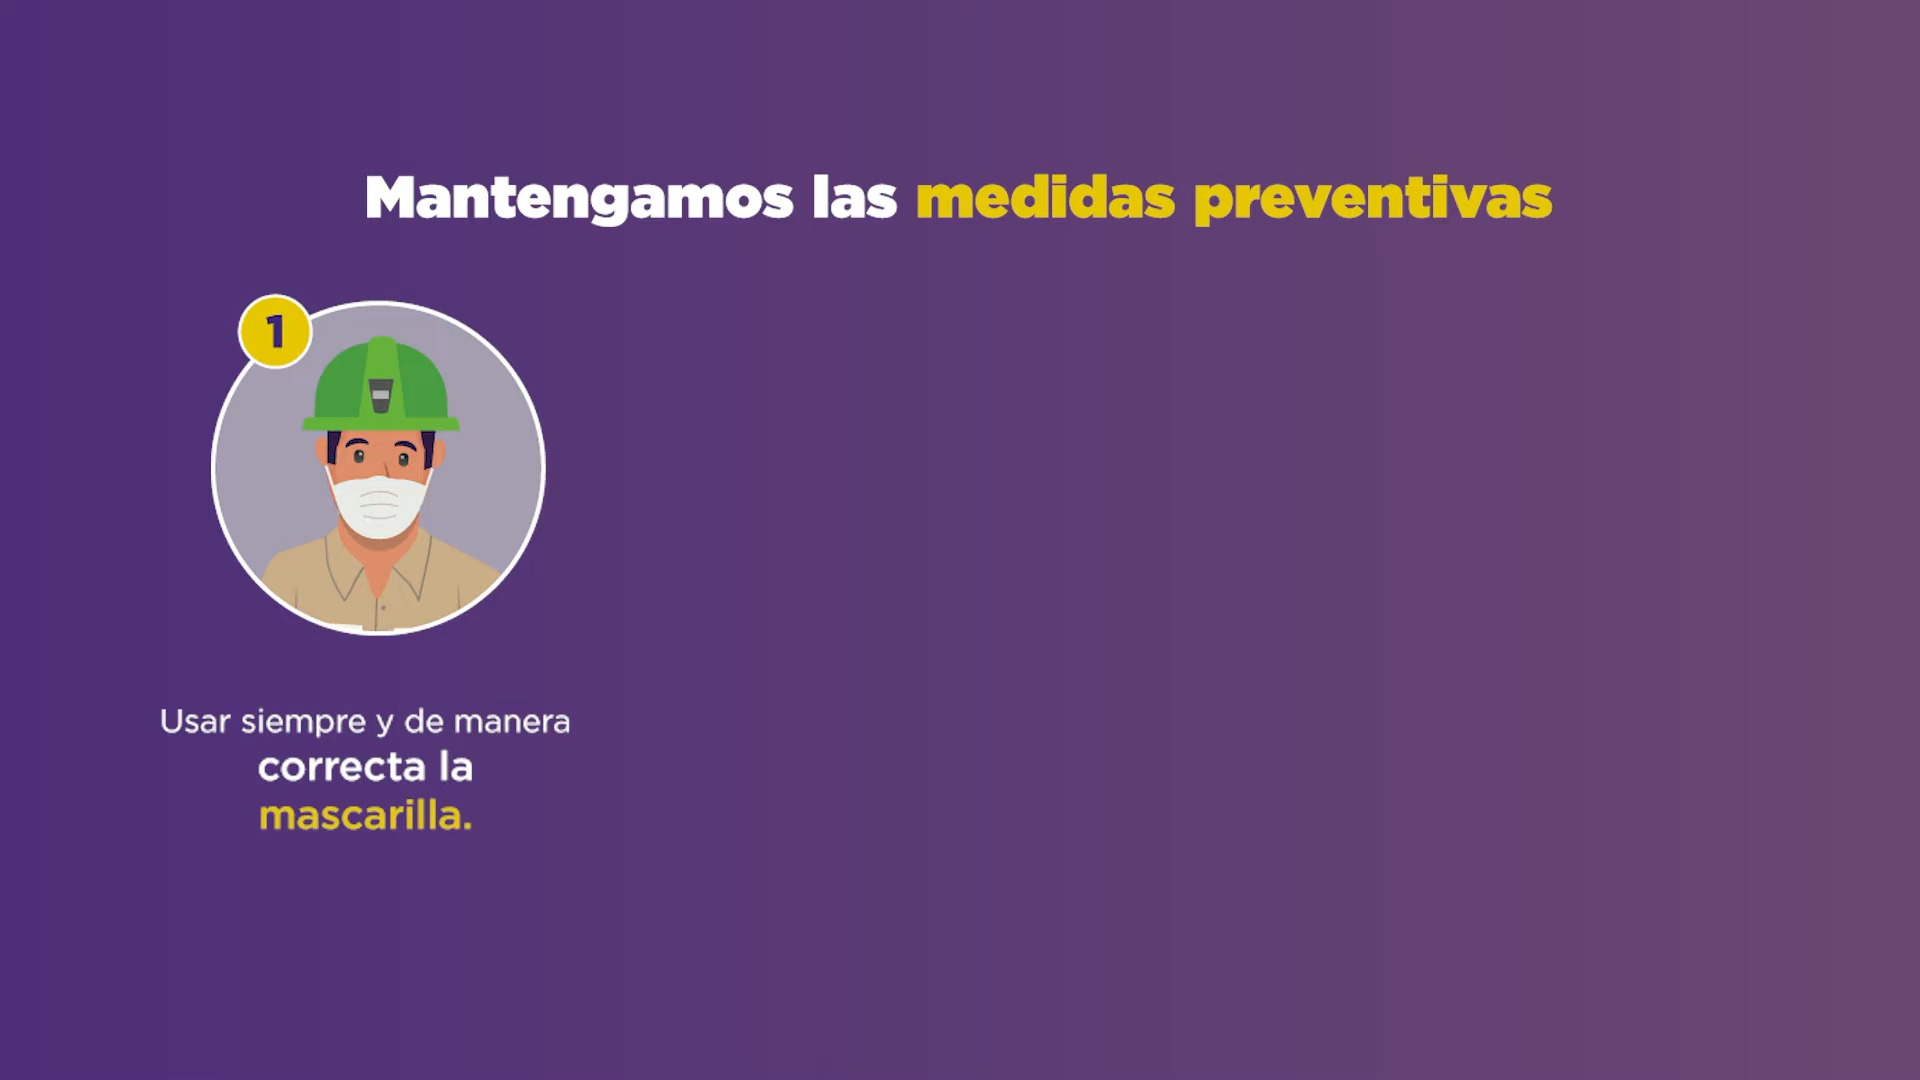 Mantengamos las medidas preventivas
1
Usar siempre y de manera
correcta la
mascarilla.